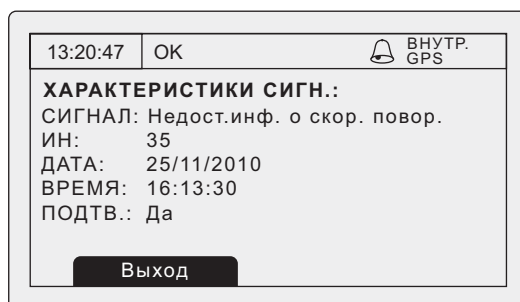 13:20:47 OK ВНУТР.
GPS
ХАРАКТЕРИСТИКИ СИГН.:
СИГНАЛ: Недост.инф. о скор. повор.
ИН: 35
ДАТА: 25/11/2010
ВРЕМЯ: 16:13:30
ПОДТВ.: Да
Выход